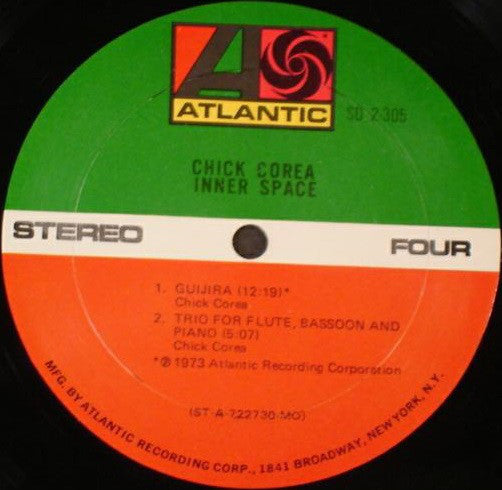 ATLANTIC
SD 2-305
CHICK COREA
INNER SPACE
STEREO
FOUR
1. GUIJIRA (12:19)*
Chick Corea
2. TRIO FOR FLUTE, BASSOON AND
PIANO (5:07)
Chick Corea
*℗1973 Atlantic Recording Corporation
(ST-A-722730-MO)
MFG. BY ATLANTIC RECORDING CORP., 1841 BROADWAY, NEW YORK, N.Y.